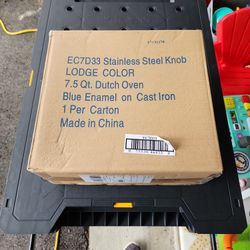 EC7D33 Stainless Steel Knob
LODGE COLOR
7.5 Qt. Dutch Oven
Blue Enamel on Cast Iron
1 Per Carton
Made in China